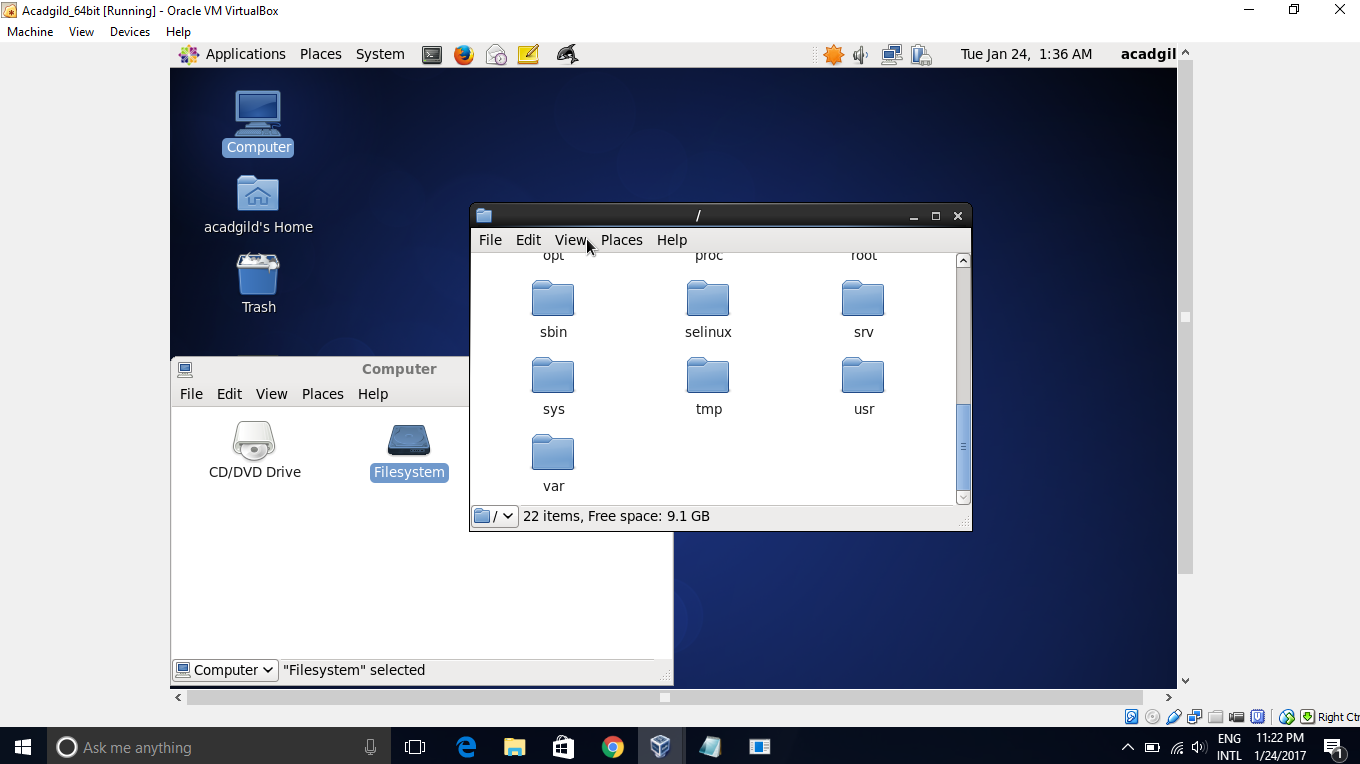 Acadgild_64bit [Running] - Oracle VM VirtualBox
Machine View Devices Help
Applications Places System Tue Jan 24, 1:36 AM acadgil
Computer
acadgild's Home
Trash
/
File Edit View Places Help
opt proc root
sbin selinux srv
sys tmp usr
var
/ 22 items, Free space: 9.1 GB
Computer
File Edit View Places Help
CD/DVD Drive Filesystem
Computer "Filesystem" selected
Right Ctr
Ask me anything
ENG 11:22 PM
INTL 1/24/2017
1